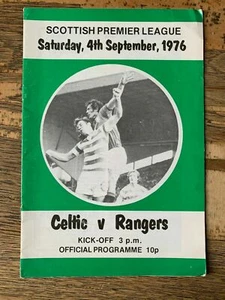 SCOTTISH PREMIER LEAGUE
Saturday, 4th September, 1976
Celtic v Rangers
KICK-OFF 3 p.m.
OFFICIAL PROGRAMME 10p